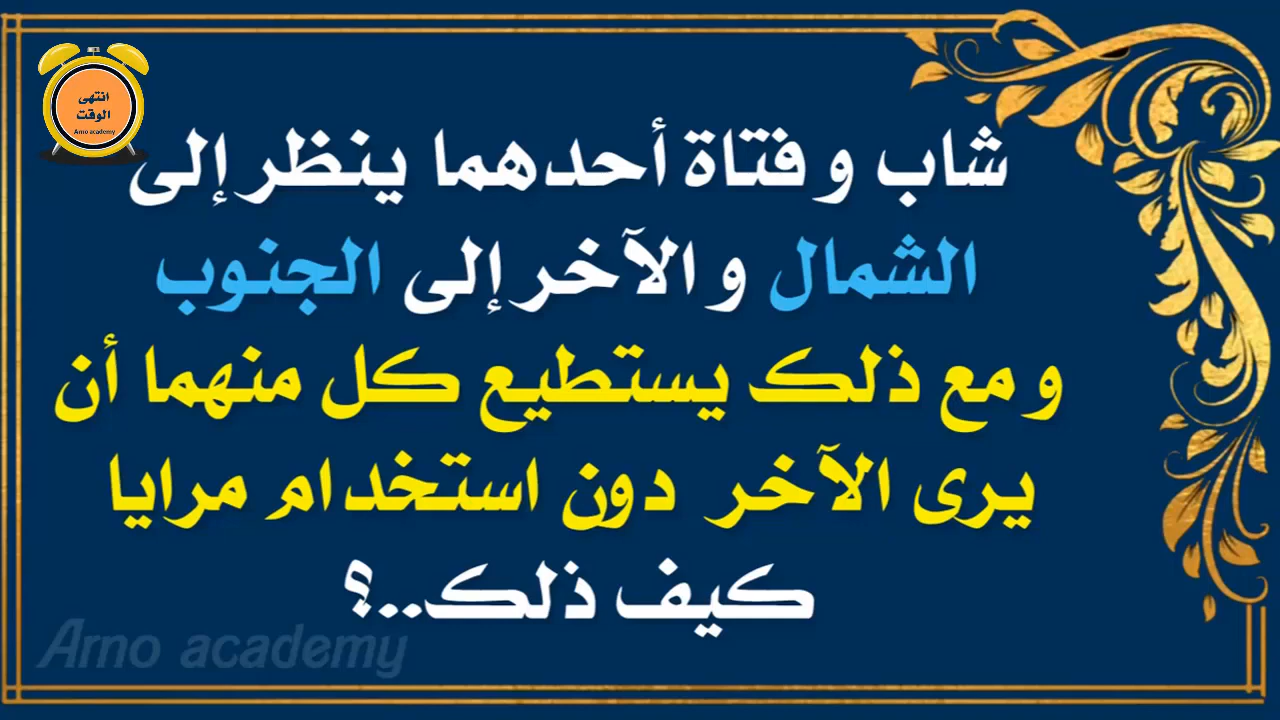 انتهى
الوقت
Arno academy
شاب و فتاة أحدهما ينظر إلى
الشمال و الآخر إلى الجنوب
و مع ذلك يستطيع كل منهما أن
يرى الآخر دون استخدام مرايا
كيف ذلك..؟
Arno academy